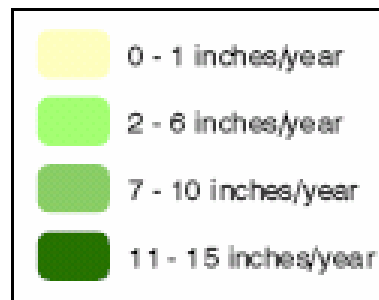 0 - 1 inches/year
2 - 6 inches/year
7 - 10 inches/year
11 - 15 inches/year